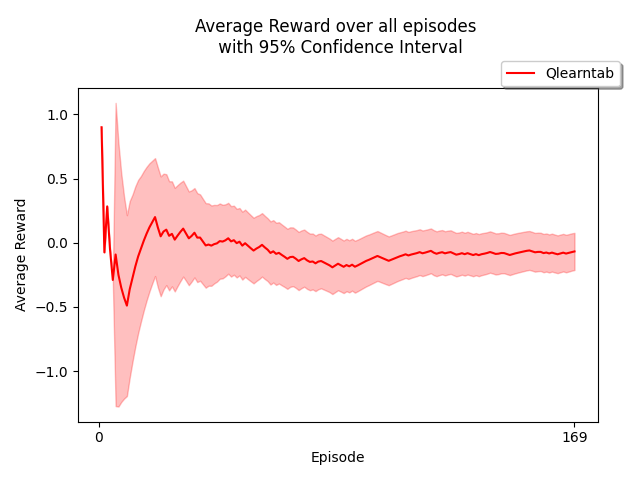 Average Reward over all episodes
with 95% Confidence Interval
Qlearntab
1.0
0.5
0.0
−0.5
−1.0
Average Reward
0
169
Episode